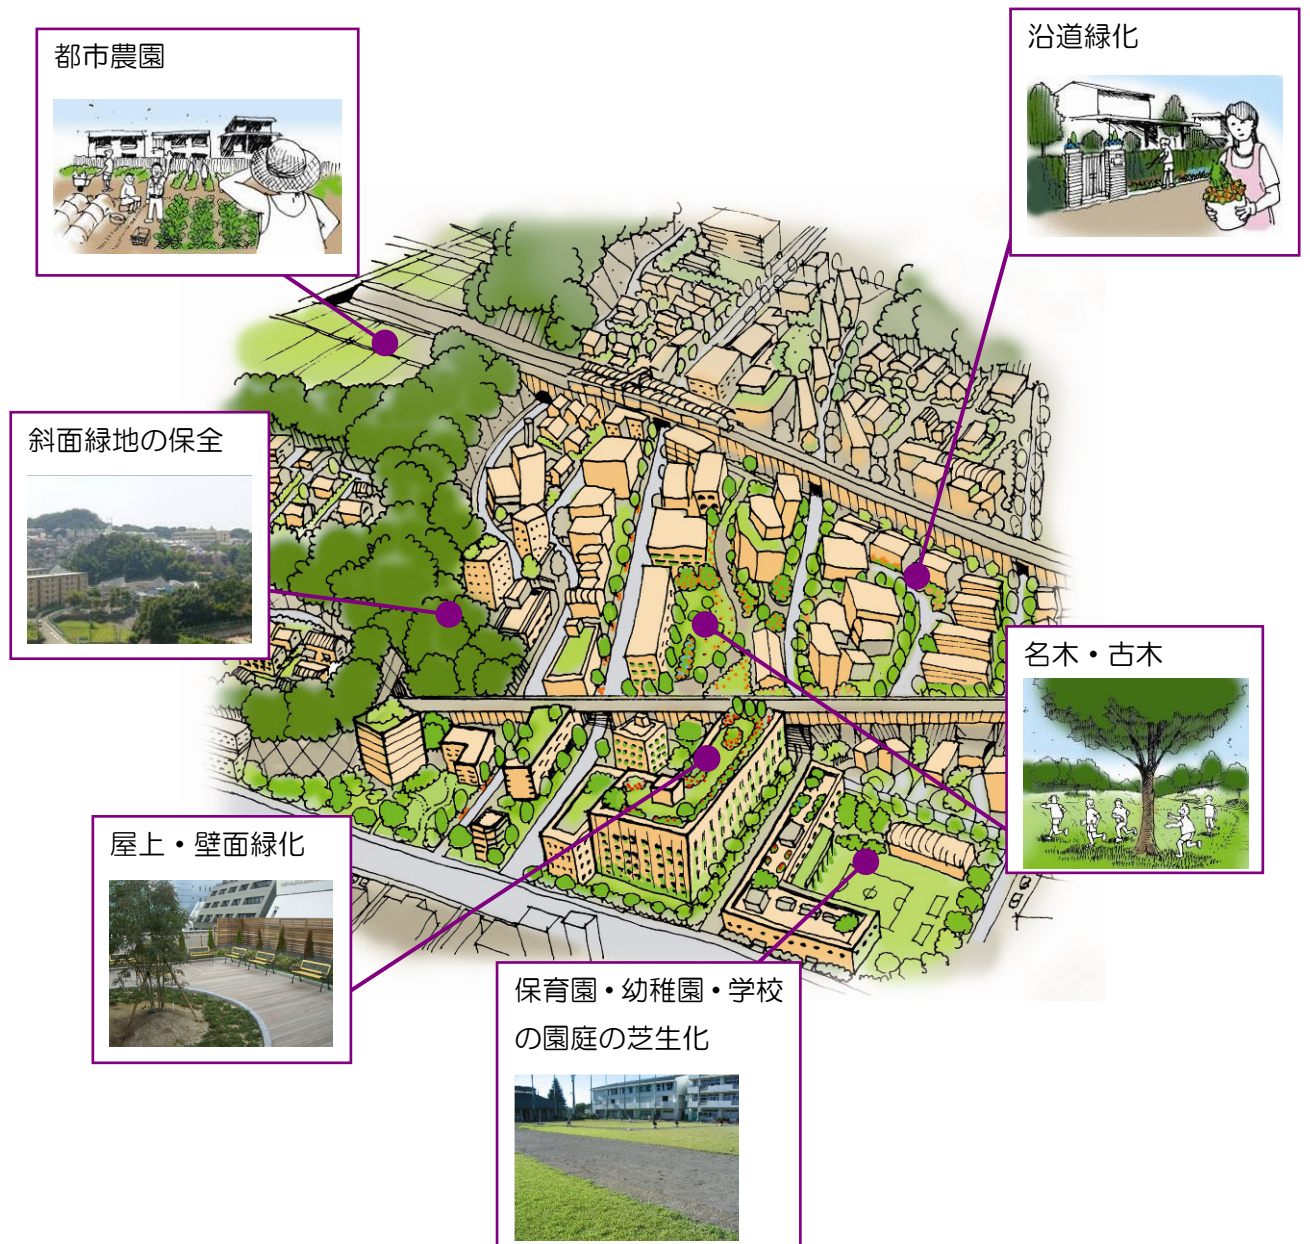 都市農園
沿道緑化
斜面緑地の保全
名木・古木
屋上・壁面緑化
保育園・幼稚園・学校
の園庭の芝生化